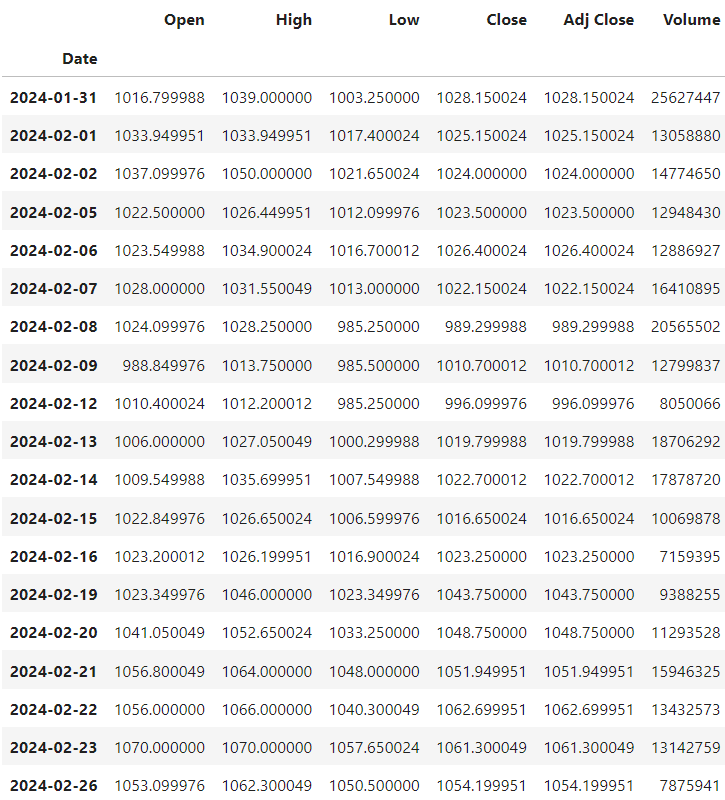 Open High Low Close Adj Close Volume
Date
2024-01-31 1016.799988 1039.000000 1003.250000 1028.150024 1028.150024 25627447
2024-02-01 1033.949951 1033.949951 1017.400024 1025.150024 1025.150024 13058880
2024-02-02 1037.099976 1050.000000 1021.650024 1024.000000 1024.000000 14774650
2024-02-05 1022.500000 1026.449951 1012.099976 1023.500000 1023.500000 12948430
2024-02-06 1023.549988 1034.900024 1016.700012 1026.400024 1026.400024 12886927
2024-02-07 1028.000000 1031.550049 1013.000000 1022.150024 1022.150024 16410895
2024-02-08 1024.099976 1028.250000 985.250000 989.299988 989.299988 20565502
2024-02-09 988.849976 1013.750000 985.500000 1010.700012 1010.700012 12799837
2024-02-12 1010.400024 1012.200012 985.250000 996.099976 996.099976 8050066
2024-02-13 1006.000000 1027.050049 1000.299988 1019.799988 1019.799988 18706292
2024-02-14 1009.549988 1035.699951 1007.549988 1022.700012 1022.700012 17878720
2024-02-15 1022.849976 1026.650024 1006.599976 1016.650024 1016.650024 10069878
2024-02-16 1023.200012 1026.199951 1016.900024 1023.250000 1023.250000 7159395
2024-02-19 1023.349976 1046.000000 1023.349976 1043.750000 1043.750000 9388255
2024-02-20 1041.050049 1052.650024 1033.250000 1048.750000 1048.750000 11293528
2024-02-21 1056.800049 1064.000000 1048.000000 1051.949951 1051.949951 15946325
2024-02-22 1056.000000 1066.000000 1040.300049 1062.699951 1062.699951 13432573
2024-02-23 1070.000000 1070.000000 1057.650024 1061.300049 1061.300049 13142759
2024-02-26 1053.099976 1062.300049 1050.500000 1054.199951 1054.199951 7875941